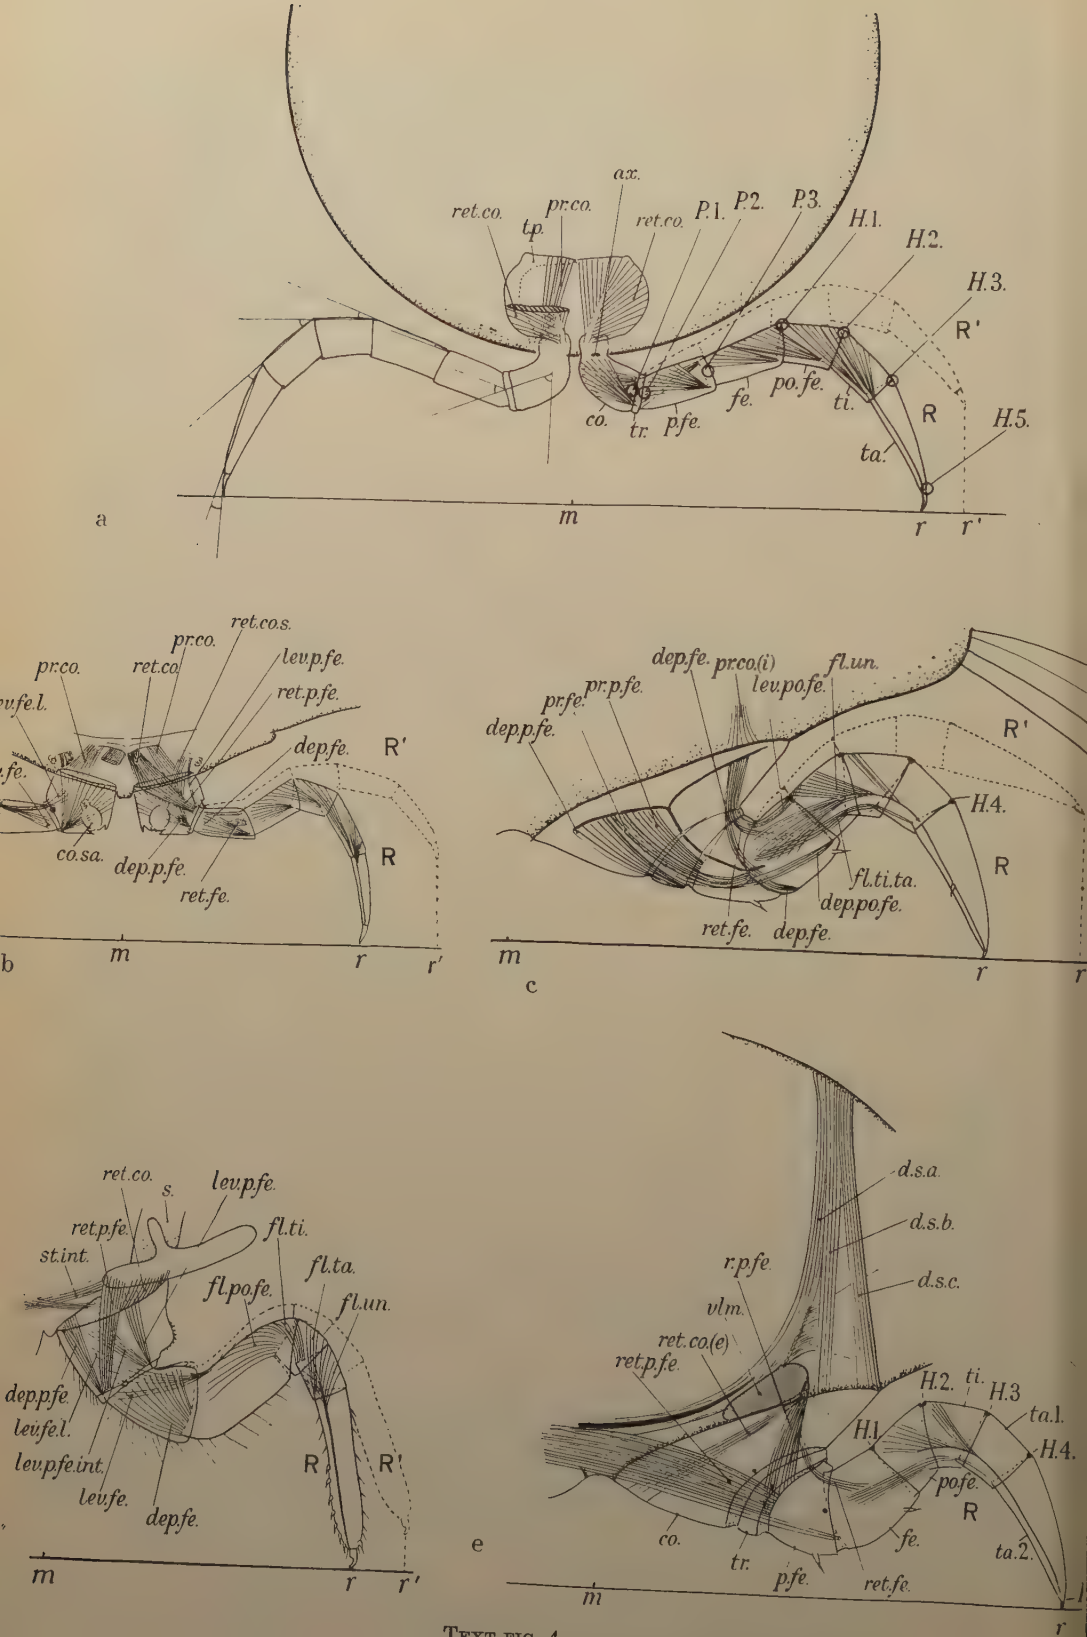 ax.
ret.co.
pr.co.
t.p.
ret.co.
P.1.
P.2.
P.3.
H.1.
H.2.
H.3.
R'
R
H.5.
co.
tr.
p.fe.
fe.
po.fe.
ti.
ta.
a
m
r
r'
pr.co.
ret.co.
pr.co.
ret.co.s.
lev.p.fe.
ret.p.fe.
dep.fe.
R'
R
co.sa.
dep.p.fe.
ret.fe.
b
m
r
r'
dep.p.fe.
pr.fe.
pr.p.fe.
dep.fe.
pr.co.(i)
lev.po.fe.
fl.un.
R'
H.4.
R
fl.ti.ta.
dep.po.fe.
ret.fe.
dep.fe.
m
c
r
ret.co.
s.
lev.p.fe.
ret.p.fe.
st.int.
fl.ti.
fl.ta.
fl.po.fe.
fl.un.
dep.p.fe.
lev.fe.l.
lev.p.fe.int.
lev.fe.
dep.fe.
R
R'
m
r
r'
d.s.a.
d.s.b.
d.s.c.
r.p.fe.
vlm.
ret.co.(e)
ret.p.fe.
H.1.
H.2.
ti.
H.3
ta.1.
H.4.
po.fe.
R
fe.
ta.2.
co.
tr.
p.fe.
ret.fe.
e
m
r
TEXT-FIG. 4